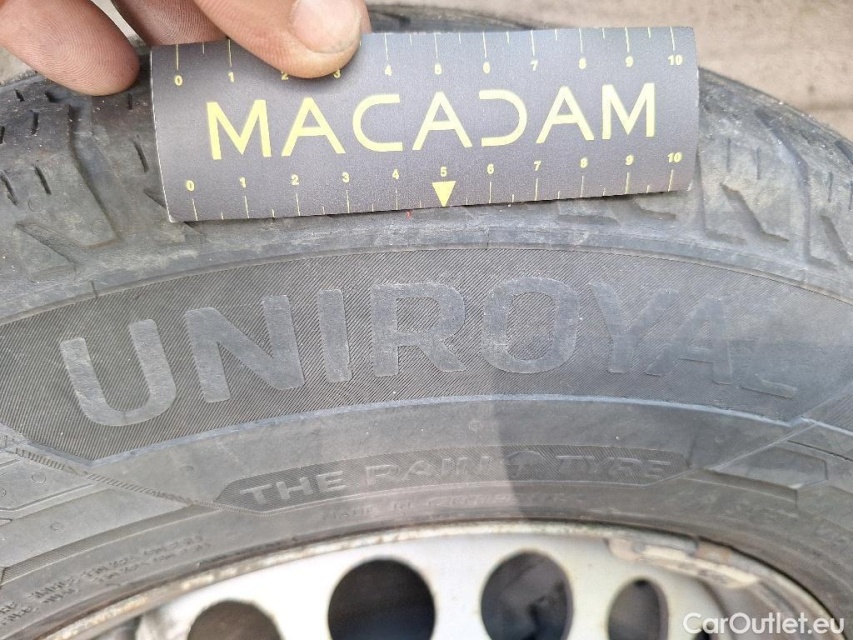 0 1 2 3 4 5 6 7 8 9 10
MACADAM
0 1 2 3 4 5 6 7 8 9 10
UNIROYAL
THE RAIN TYRE
CarOutlet.eu